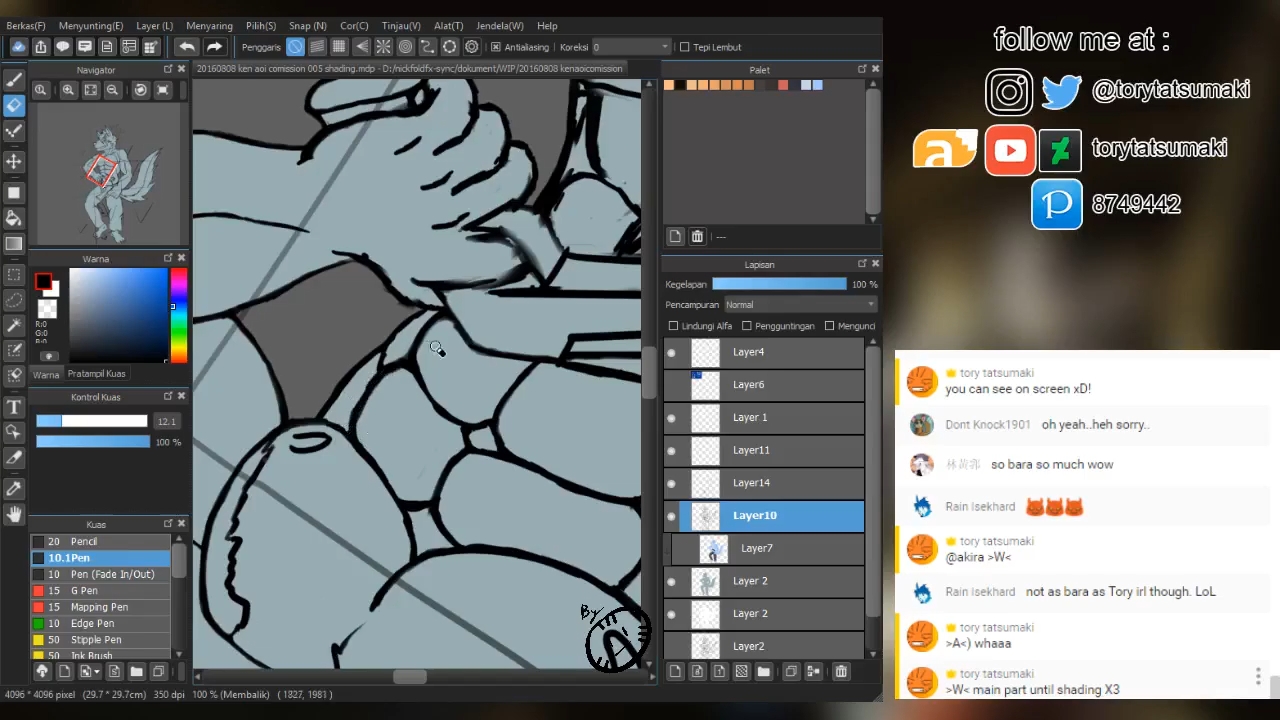 Berkas(F) Menyunting(E) Layar (L) Menyaring Pilih(S) Snap (N) Cor(C) Tinjau(V) Alat(T) Jendela(W) Help
Penggaris Antialiasing Koreksi 0 Tepi Lembut
Navigator
20160808 ken aoi comission 005 shading.mdp - D:/nickfoldfx-sync/dokument/WIP/20160808 kenaoicomission
Palet
Warna
R:0
G:0
Warna Pratampil Kuas
Kontrol Kuas
12.1
100 %
Kuas
20 Pencil
10.1 Pen
10 Pen (Fade In/Out)
15 G Pen
15 Mapping Pen
10 Edge Pen
50 Stipple Pen
50 Ink Brush
4096 * 4096 pixel (29.7 * 29.7cm) 350 dpi 100 % (Membalik) ( 1827, 1981 )
By
---
Lapisan
Kegelapan 100 %
Pencampuran Normal
Lindungi Alfa Pengguntingan Mengunci
Layer4
Layer6
Layer 1
Layer11
Layer14
Layer10
Layer7
Layer 2
Layer 2
Layer2
follow me at :
@torytatsumaki
torytatsumaki
8749442
tory tatsumaki
you can see on screen xD!
Dont Knock1901 oh yeah..heh sorry..
so bara so much wow
Rain Isekhard
tory tatsumaki
@akira >W<
Rain Isekhard not as bara as Tory irl though. LoL
tory tatsumaki
>A<) whaaa
tory tatsumaki
>W< main part until shading X3